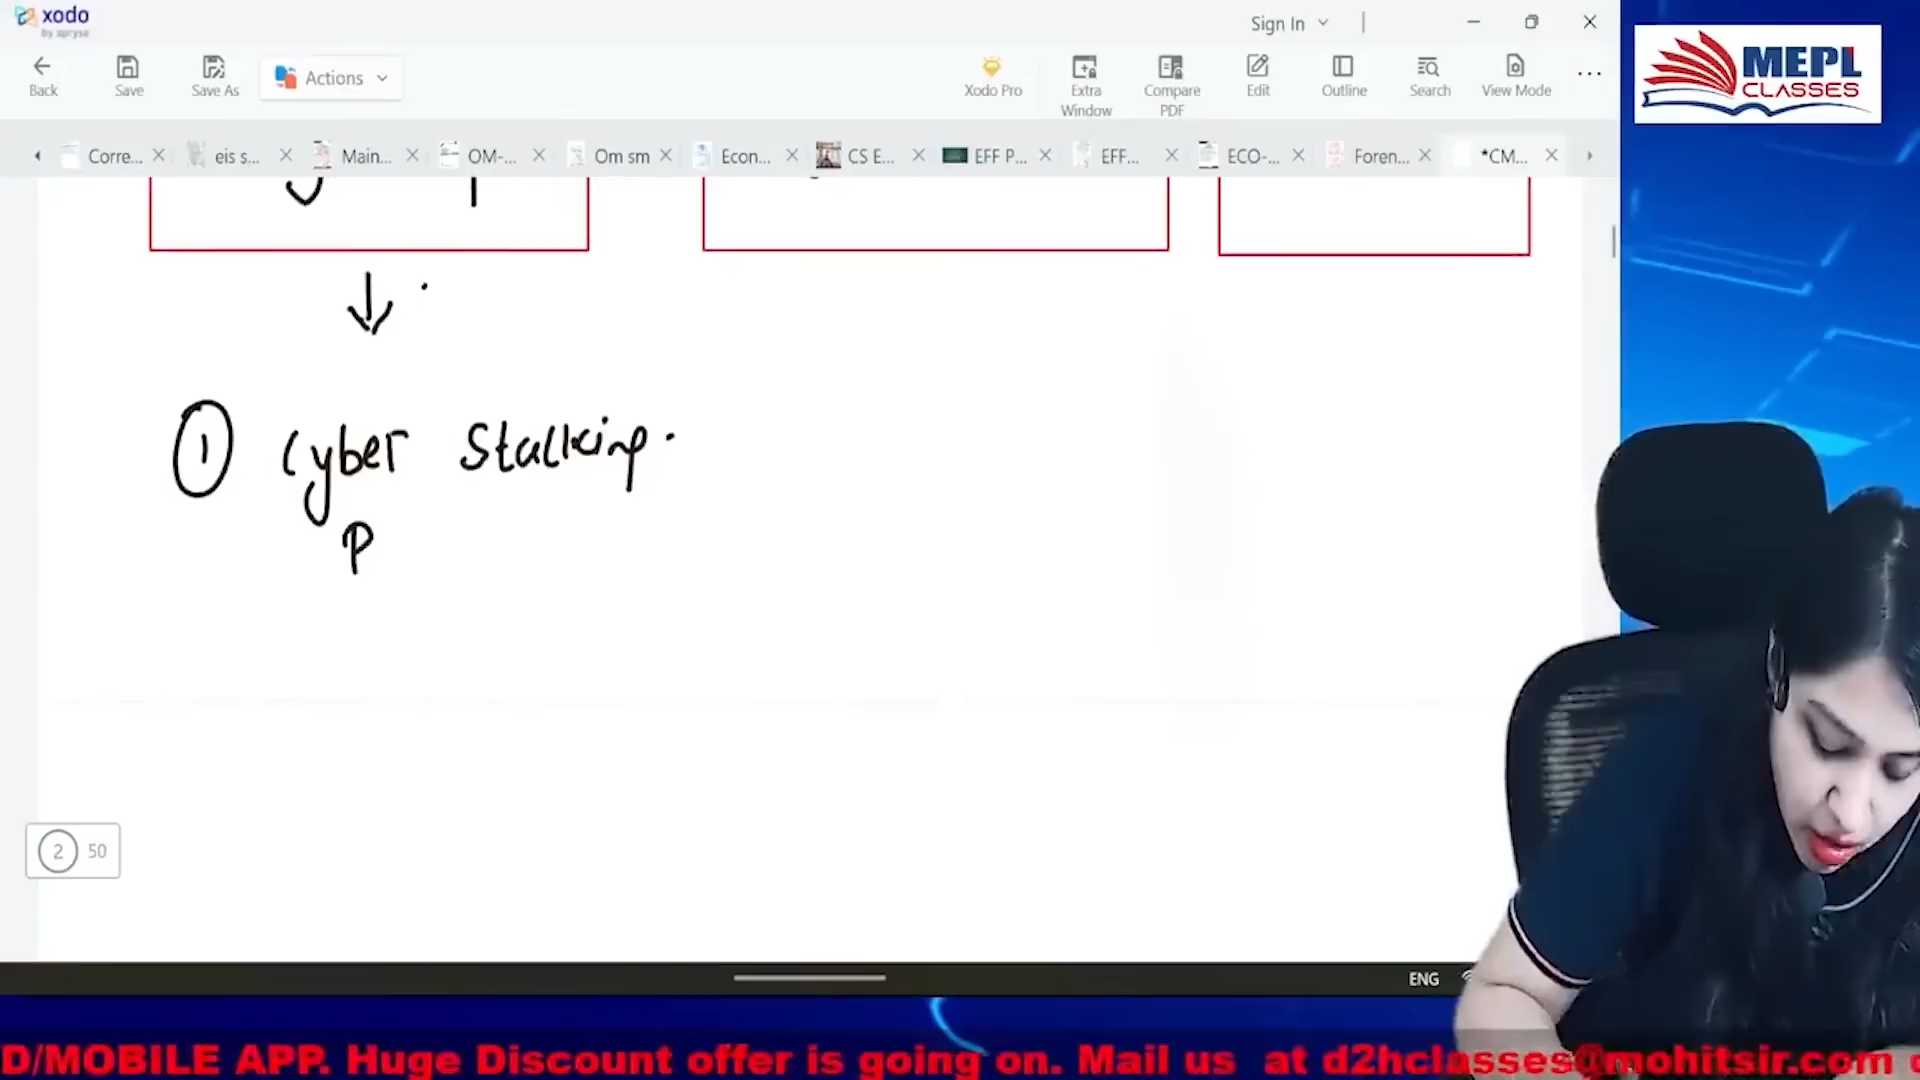 xodo
by apryse
Sign In
Back
Save
Save As
Actions
Xodo Pro
Extra Window
Compare PDF
Edit
Outline
Search
View Mode
Corre...
eis s...
Main...
OM-...
Om sm
Econ...
CS E...
EFF P...
EFF...
ECO-...
Foren...
*CM...
MEPL
CLASSES
① Cyber Stalking.
P
2 50
ENG
D/MOBILE APP. Huge Discount offer is going on. Mail us at d2hclasses@mohitsir.com